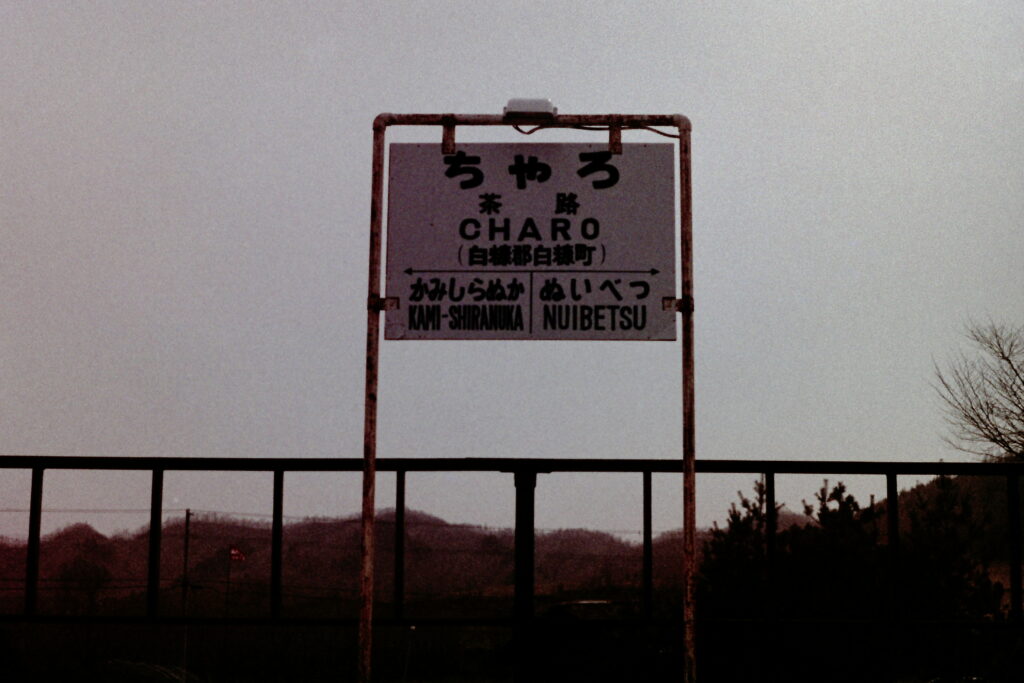 ちやろ
茶路
CHARO
(白糠郡白糠町)
かみしらぬか ぬいべつ
KAMI-SHIRANUKA NUIBETSU